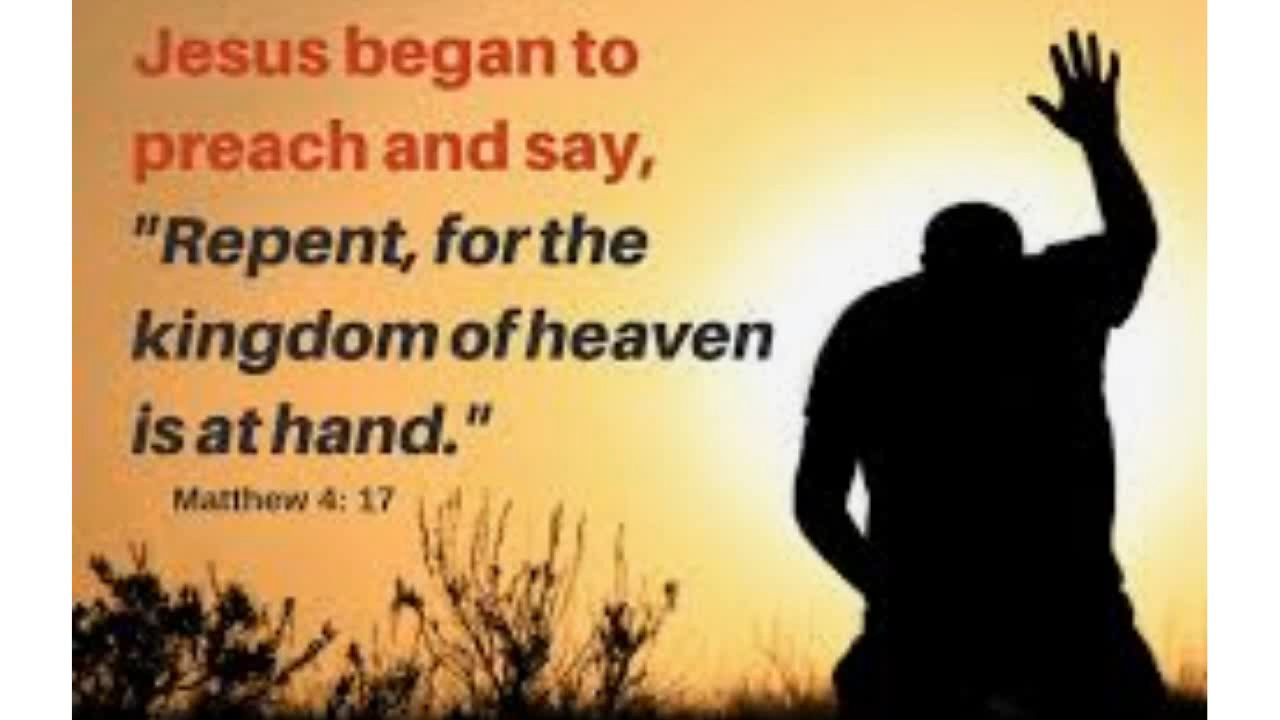 Jesus began to
preach and say,
"Repent, for the
kingdom of heaven
is at hand."
Matthew 4: 17